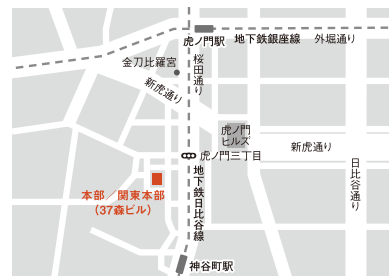 虎ノ門駅
地下鉄銀座線
外堀通り
金刀比羅宮
桜田通り
新虎通り
虎ノ門
ヒルズ
新虎通り
虎ノ門三丁目
日比谷通り
地下鉄日比谷線
本部／関東本部
（37森ビル）
神谷町駅